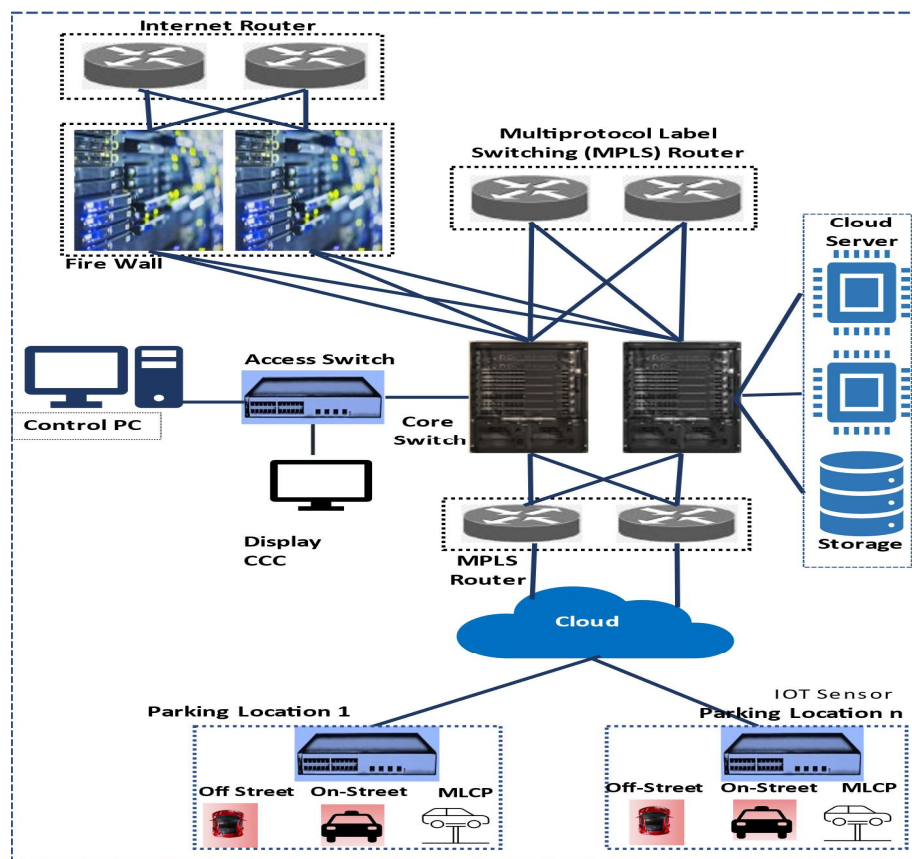 Internet Router
Multiprotocol Label
Switching (MPLS) Router
Cloud
Server
Fire Wall
Access Switch
Control PC
Core
Switch
Display
CCC
MPLS
Router
Storage
Cloud
IOT Sensor
Parking Location 1
Parking Location n
Off Street
On-Street
MLCP
Off-Street
On-Street
MLCP